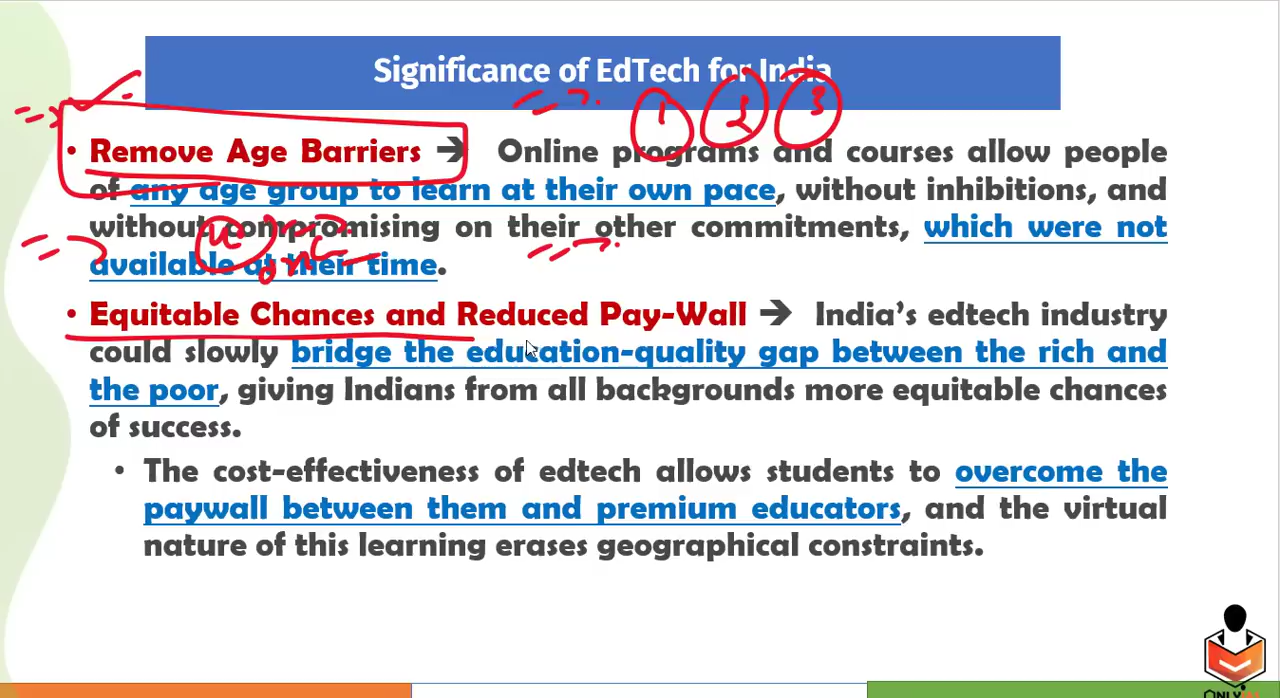 Significance of EdTech for India
1 2 3
• Remove Age Barriers ➔ Online programs and courses allow people
of any age group to learn at their own pace, without inhibitions, and
without compromising on their other commitments, which were not
available at their time.
• Equitable Chances and Reduced Pay-Wall ➔ India's edtech industry
could slowly bridge the education-quality gap between the rich and
the poor, giving Indians from all backgrounds more equitable chances
of success.
• The cost-effectiveness of edtech allows students to overcome the
paywall between them and premium educators, and the virtual
nature of this learning erases geographical constraints.